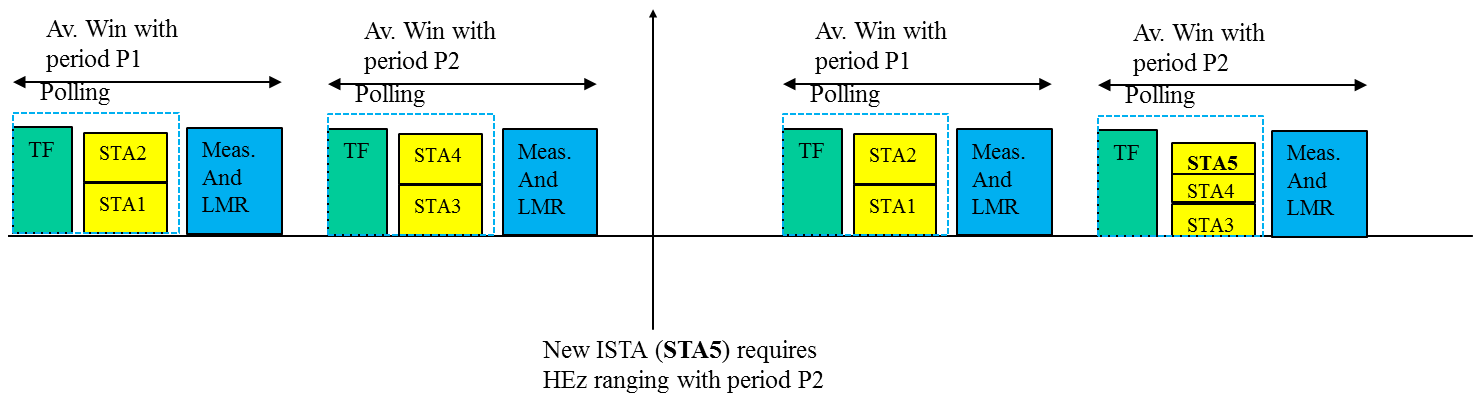 Av. Win with
period P1
Polling
TF
STA2
STA1
Meas.
And
LMR
Av. Win with
period P2
Polling
TF
STA4
STA3
Meas.
And
LMR
Av. Win with
period P1
Polling
TF
STA2
STA1
Meas.
And
LMR
Av. Win with
period P2
Polling
TF
STA5
STA4
STA3
Meas.
And
LMR
New ISTA (STA5) requires
HEz ranging with period P2